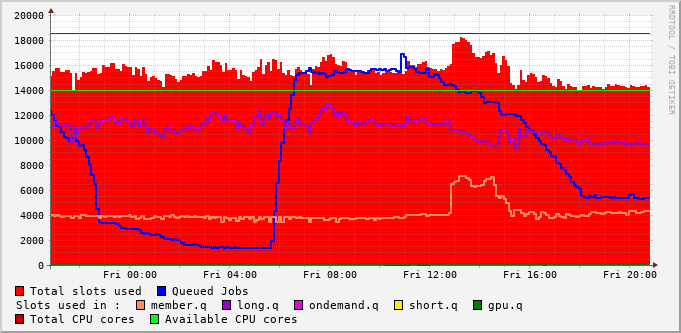 RRDTOOL / TOBI OETIKER
20000
18000
16000
14000
12000
10000
8000
6000
4000
2000
0
Fri 00:00 Fri 04:00 Fri 08:00 Fri 12:00 Fri 16:00 Fri 20:00
Total slots used Queued Jobs
Slots used in : member.q long.q ondemand.q short.q gpu.q
Total CPU cores Available CPU cores